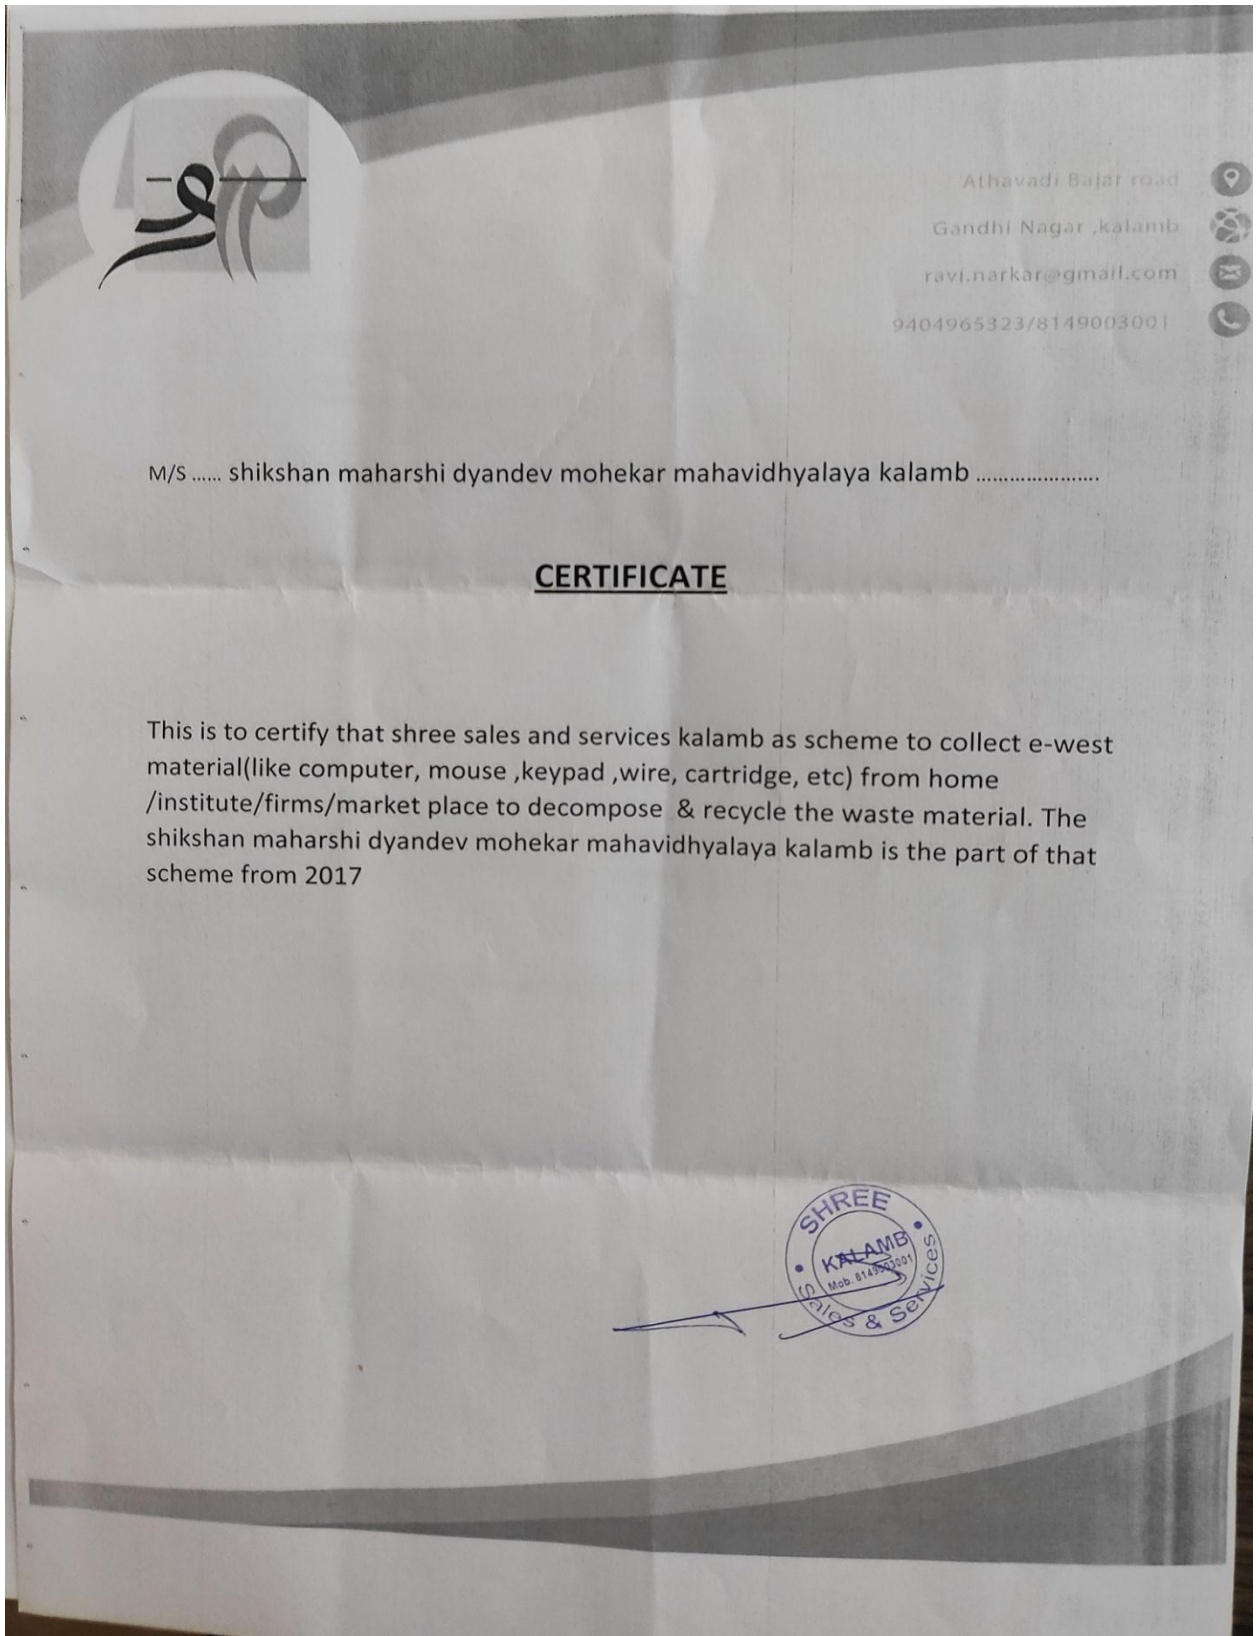 श्री
Athavadi Bajar road
Gandhi Nagar ,kalamb
ravi.narkar@gmail.com
9404965323/8149003001
M/S ...... shikshan maharshi dyandev mohekar mahavidhyalaya kalamb ......................
CERTIFICATE
This is to certify that shree sales and services kalamb as scheme to collect e-west
material(like computer, mouse ,keypad ,wire, cartridge, etc) from home
/institute/firms/market place to decompose & recycle the waste material. The
shikshan maharshi dyandev mohekar mahavidhyalaya kalamb is the part of that
scheme from 2017
SHREE
KALAMB
Mob. 8149003001
Sales & Services